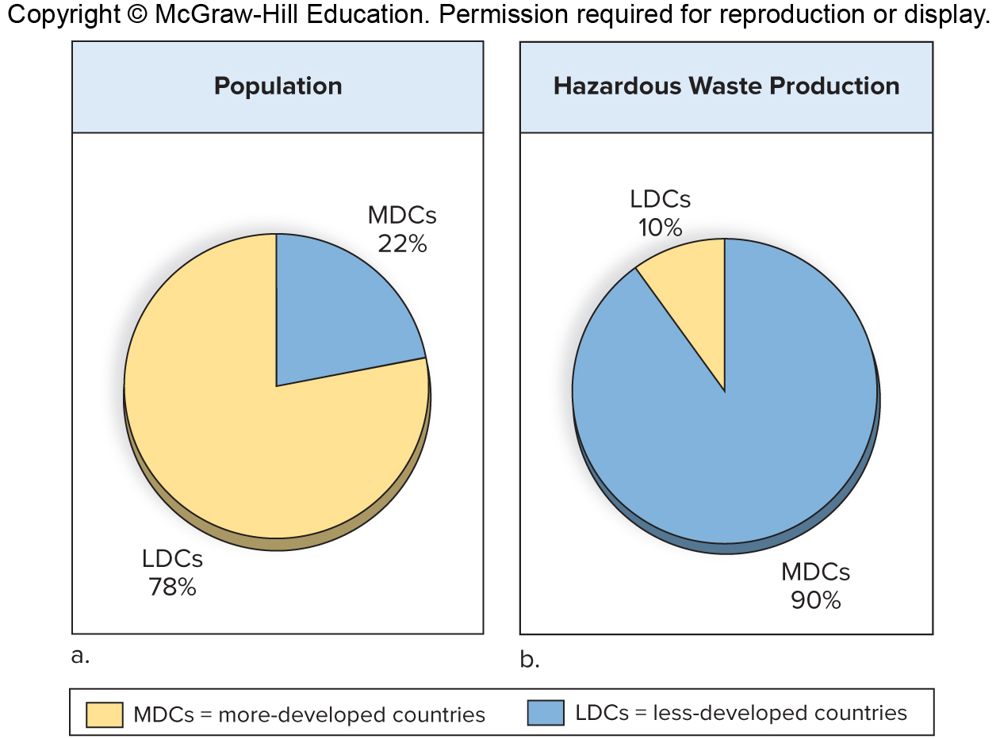 Copyright © McGraw-Hill Education. Permission required for reproduction or display.
Population
MDCs
22%
LDCs
78%
a.
Hazardous Waste Production
LDCs
10%
MDCs
90%
b.
MDCs = more-developed countries
LDCs = less-developed countries